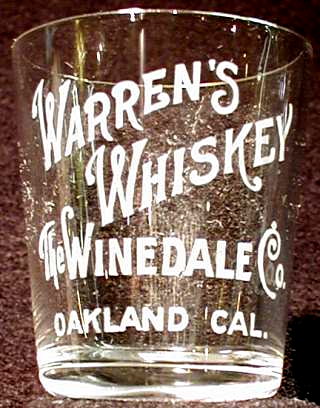 WARREN'S
WHISKEY
The WINEDALE Co.
OAKLAND CAL.